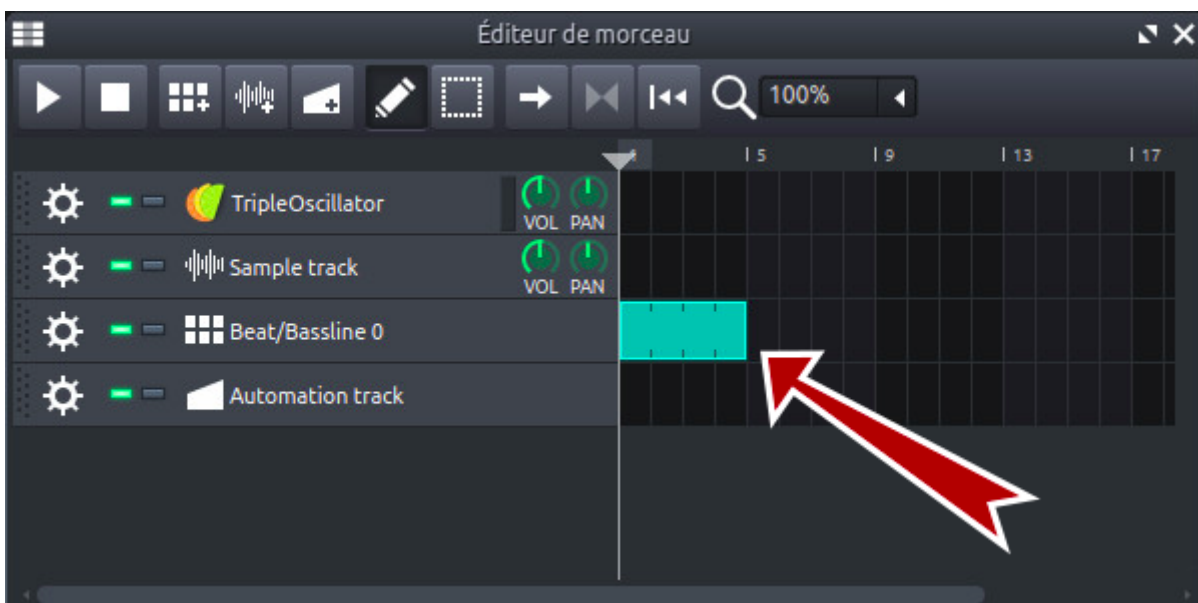 Éditeur de morceau
100%
5 9 13 17
TripleOscillator VOL PAN
Sample track VOL PAN
Beat/Bassline 0
Automation track